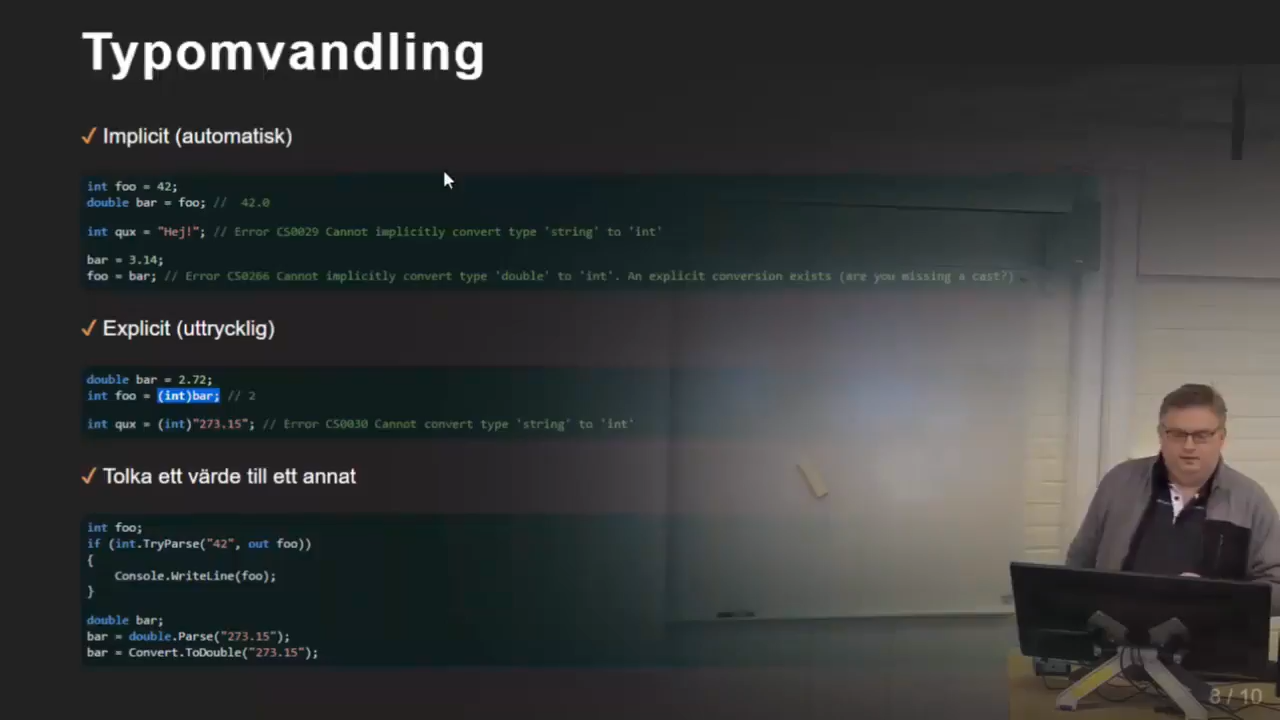 Typomvandling
✓ Implicit (automatisk)
int foo = 42;
double bar = foo; //  42.0
int qux = "Hej!"; // Error CS0029 Cannot implicitly convert type 'string' to 'int'
bar = 3.14;
foo = bar; // Error CS0266 Cannot implicitly convert type 'double' to 'int'. An explicit conversion exists (are you missing a cast?)
✓ Explicit (uttrycklig)
double bar = 2.72;
int foo = (int)bar; // 2
int qux = (int)"273.15"; // Error CS0030 Cannot convert type 'string' to 'int'
✓ Tolka ett värde till ett annat
int foo;
if (int.TryParse("42", out foo))
{
    Console.WriteLine(foo);
}
double bar;
bar = double.Parse("273.15");
bar = Convert.ToDouble("273.15");
8 / 10